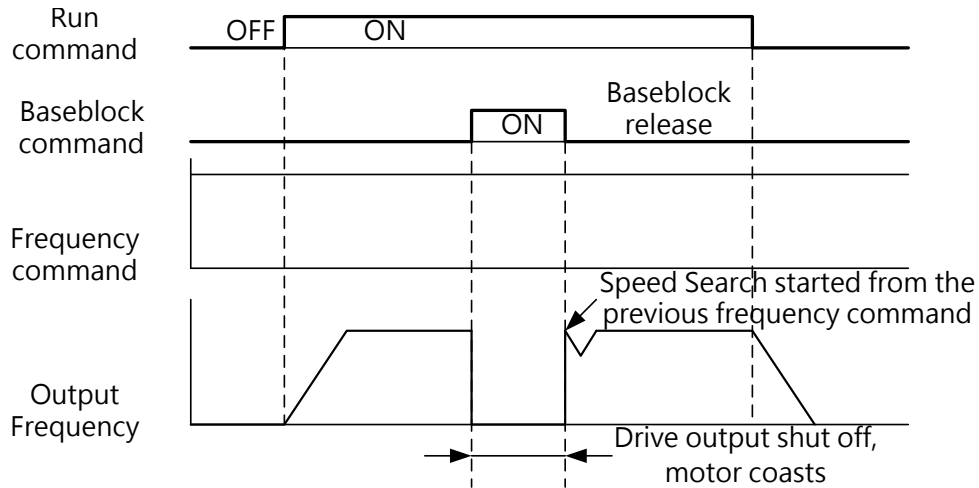 Run
command
OFF
ON
Baseblock
command
ON
Baseblock
release
Frequency
command
Speed Search started from the
previous frequency command
Output
Frequency
Drive output shut off,
motor coasts